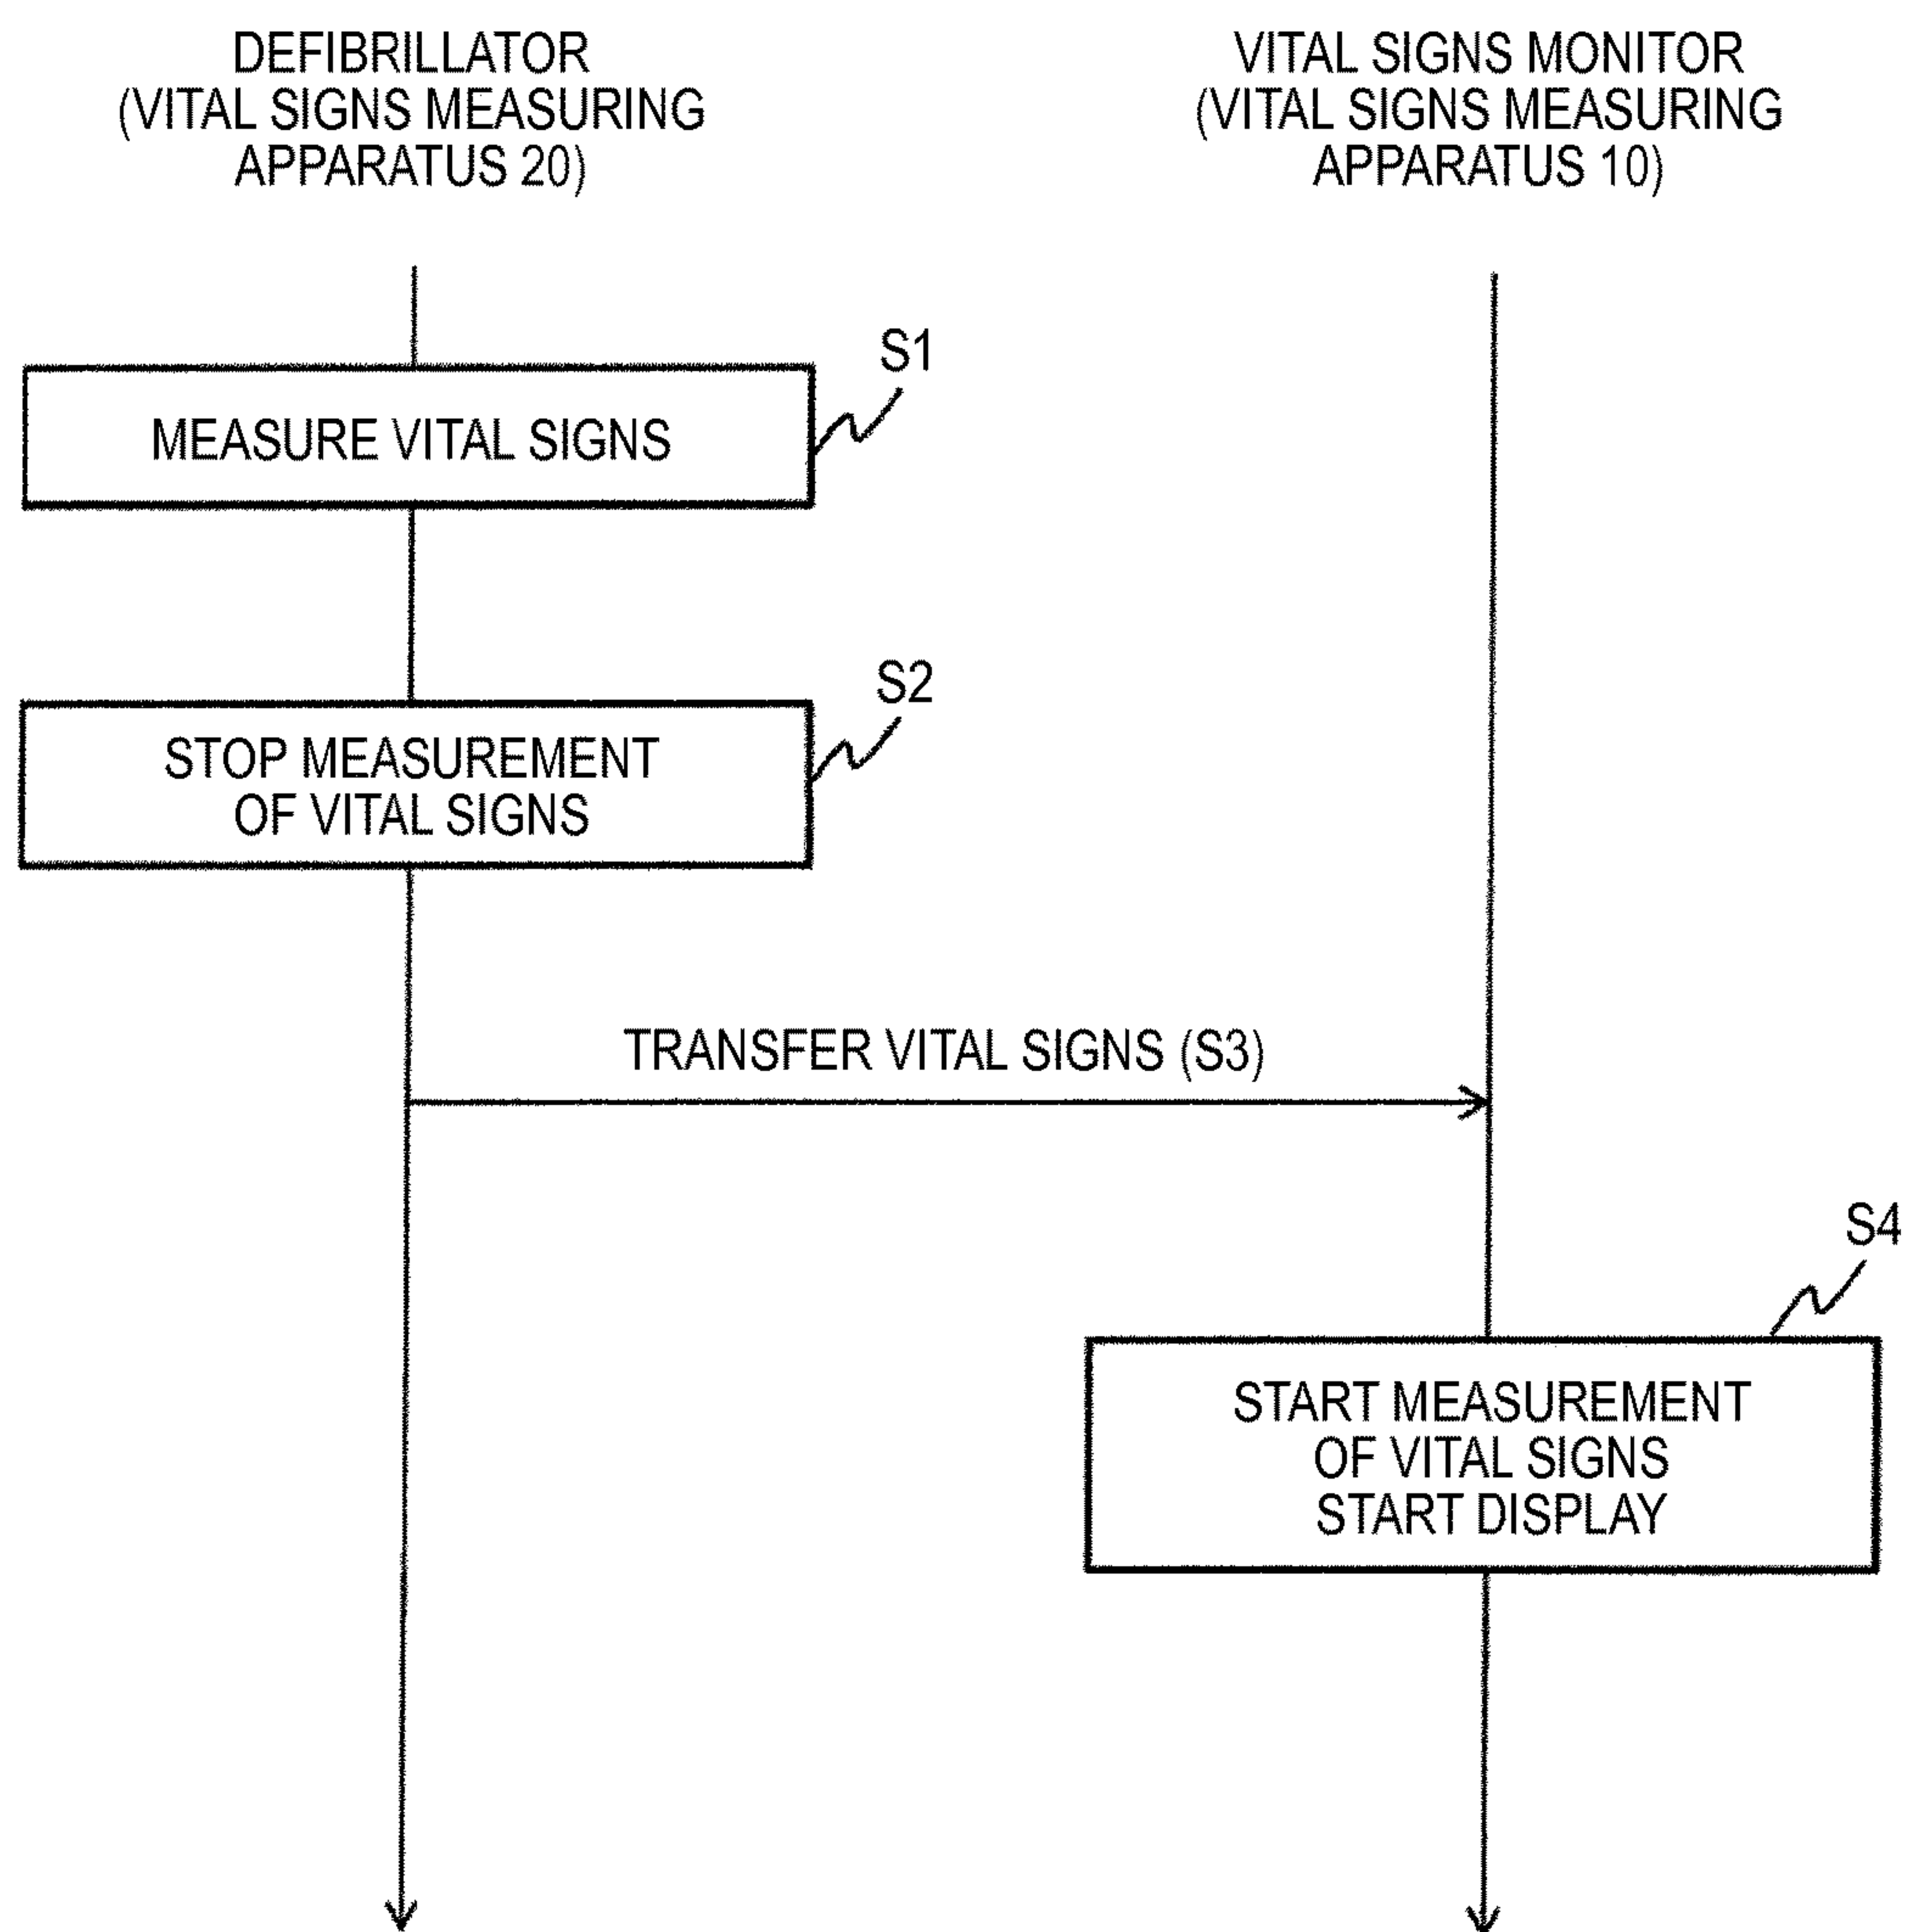 DEFIBRILLATOR
(VITAL SIGNS MEASURING
APPARATUS 20)
VITAL SIGNS MONITOR
(VITAL SIGNS MEASURING
APPARATUS 10)
S1
MEASURE VITAL SIGNS
S2
STOP MEASUREMENT
OF VITAL SIGNS
TRANSFER VITAL SIGNS (S3)
S4
START MEASUREMENT
OF VITAL SIGNS
START DISPLAY